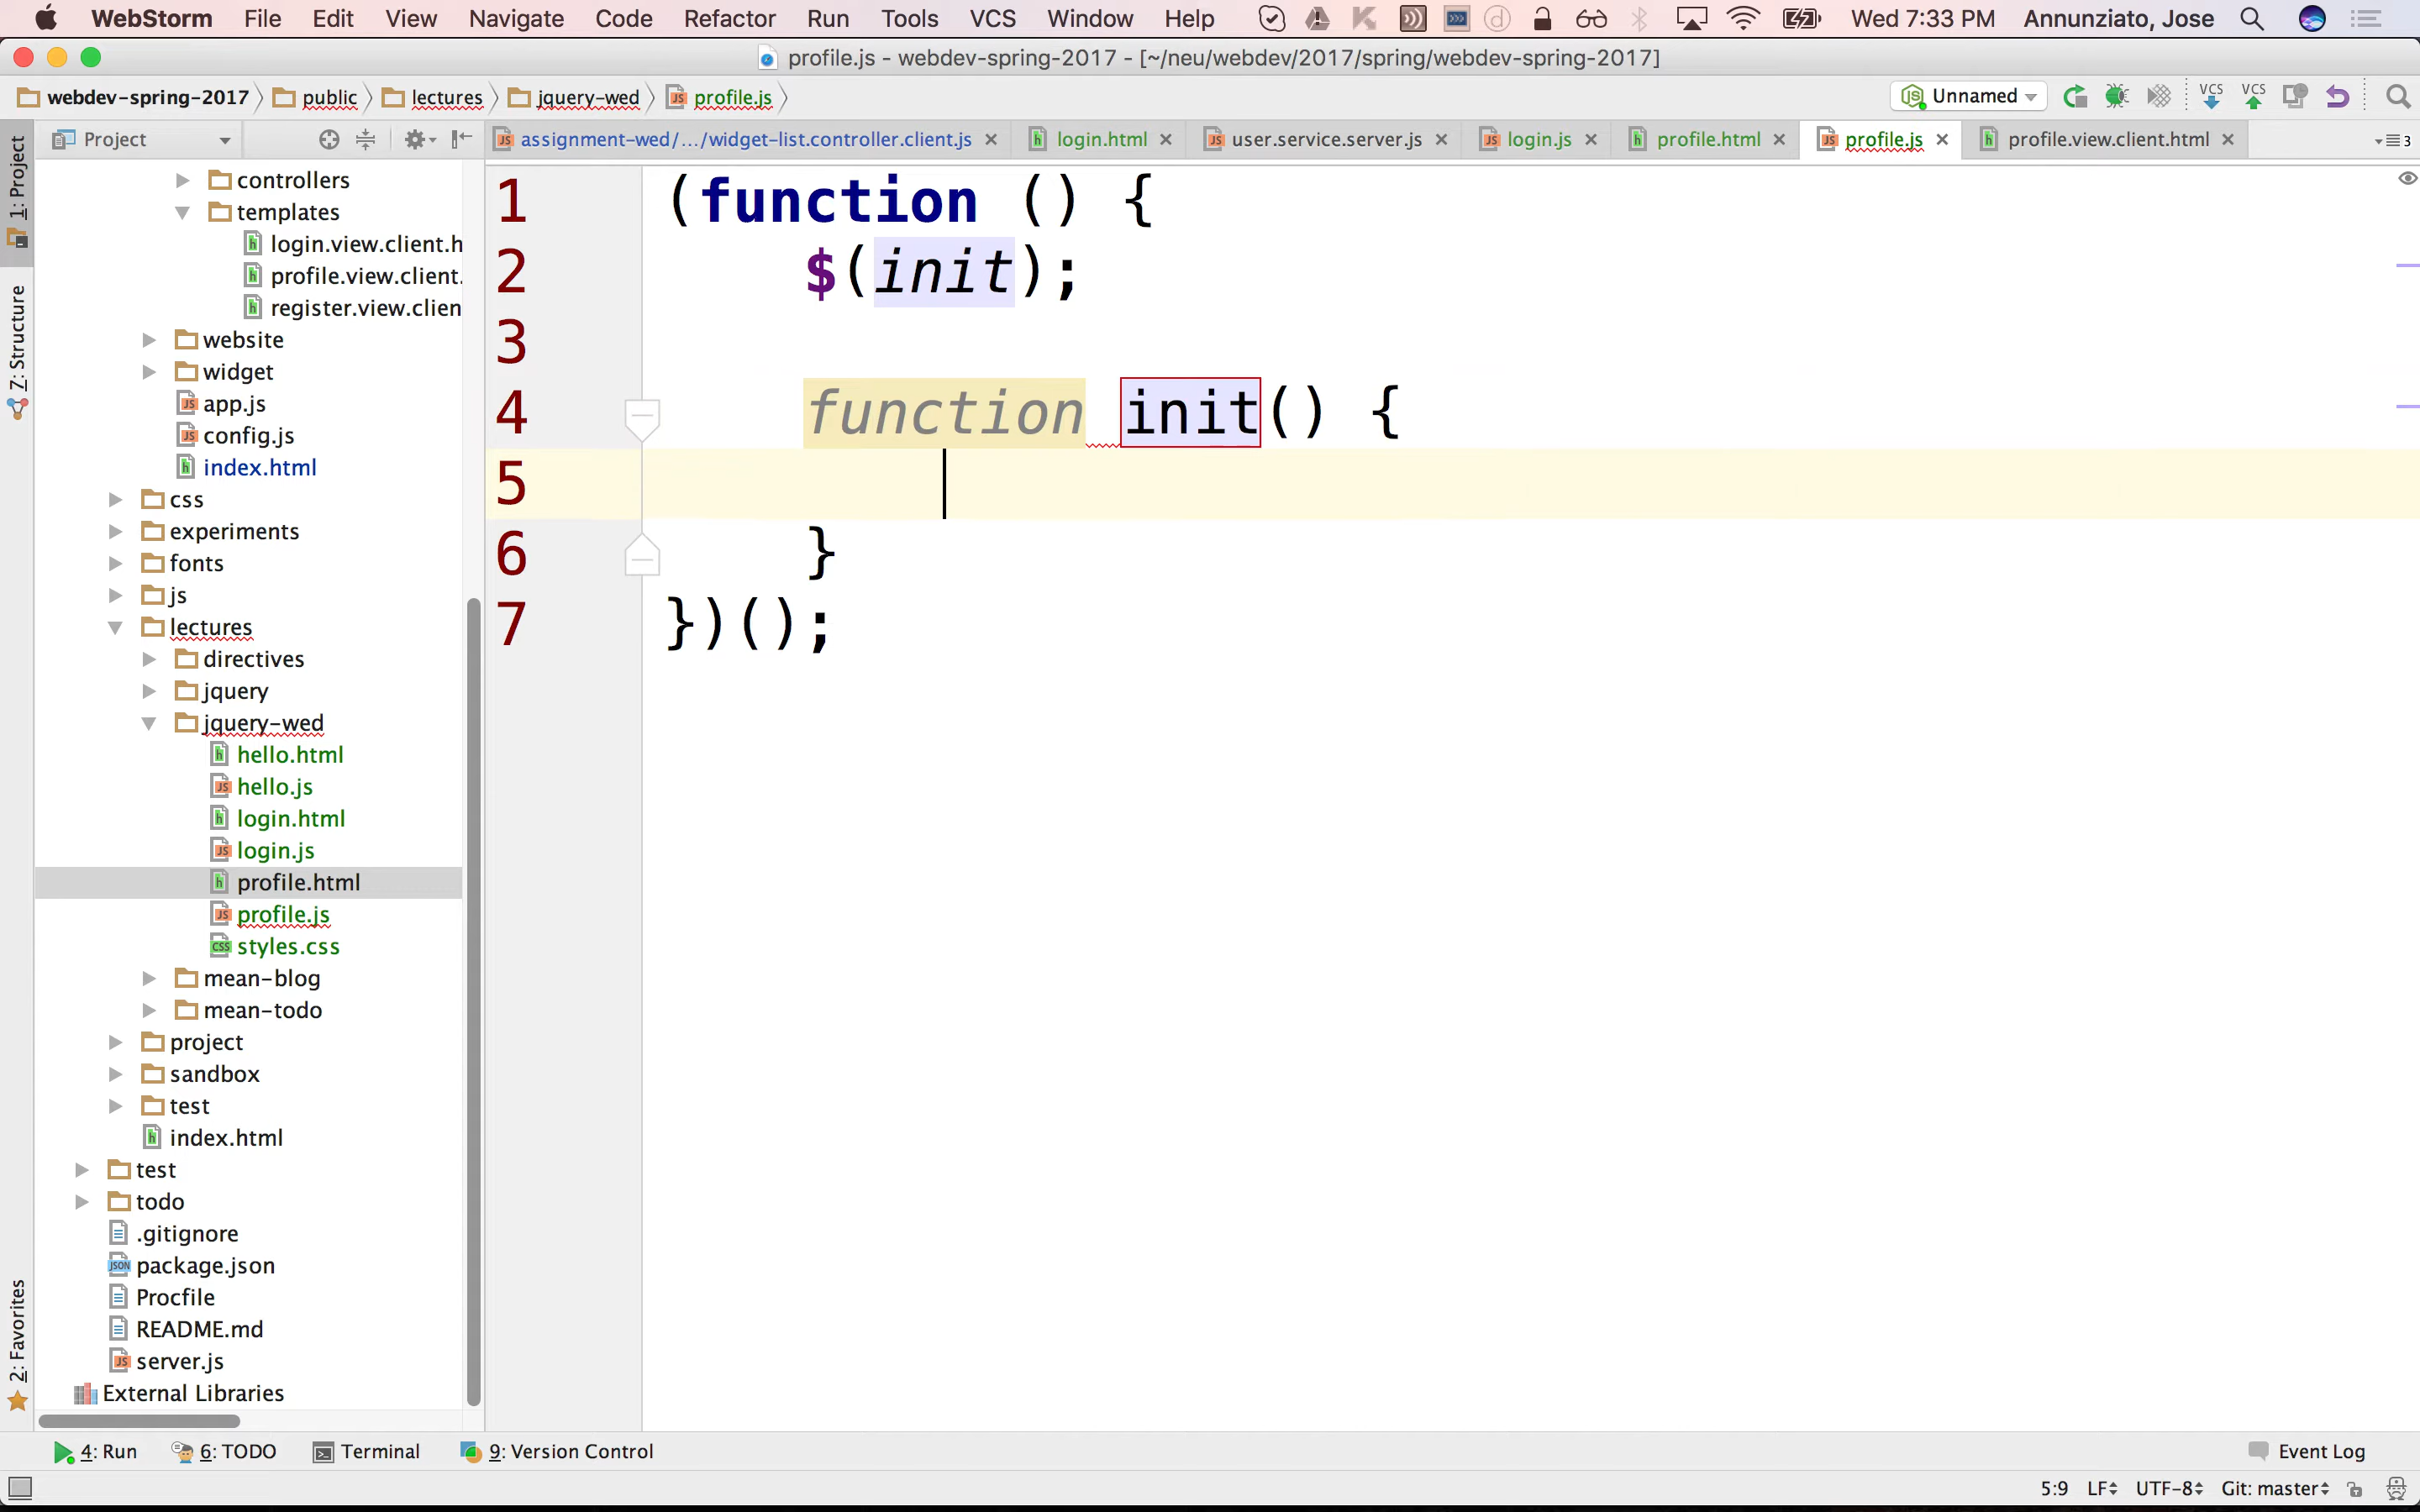 WebStorm File Edit View Navigate Code Refactor Run Tools VCS Window Help Wed 7:33 PM Annunziato, Jose
profile.js - webdev-spring-2017 - [~/neu/webdev/2017/spring/webdev-spring-2017]
webdev-spring-2017 public lectures jquery-wed profile.js Unnamed VCS VCS
Project assignment-wed/.../widget-list.controller.client.js login.html user.service.server.js login.js profile.html profile.js profile.view.client.html 3
1: Project
7: Structure
2: Favorites
controllers
templates
login.view.client.h
profile.view.client.
register.view.clien
website
widget
app.js
config.js
index.html
css
experiments
fonts
js
lectures
directives
jquery
jquery-wed
hello.html
hello.js
login.html
login.js
profile.html
profile.js
styles.css
mean-blog
mean-todo
project
sandbox
test
index.html
test
todo
.gitignore
package.json
Procfile
README.md
server.js
External Libraries
1 (function () {
2 $(init);
3
4 function init() {
5
6 }
7 })();
4: Run 6: TODO Terminal 9: Version Control Event Log
5:9 LF UTF-8 Git: master